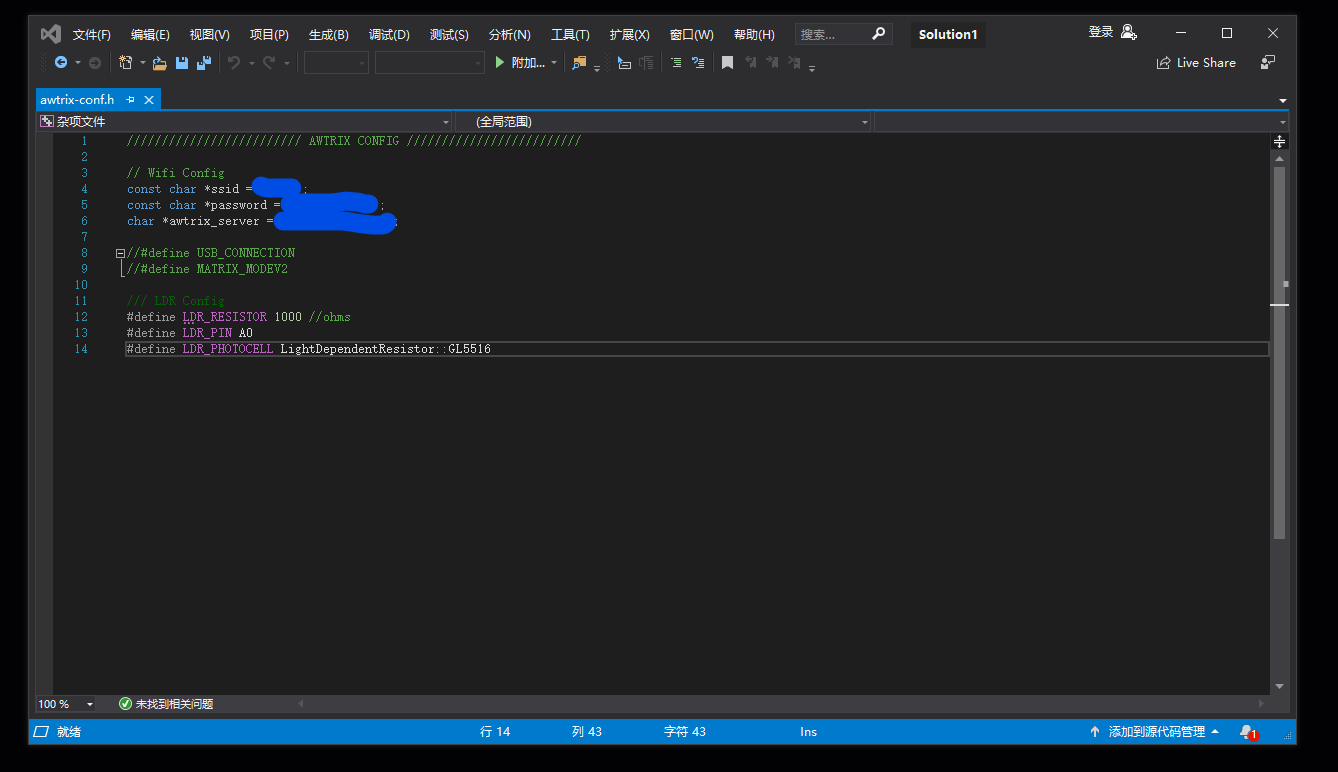 文件(F) 编辑(E) 视图(V) 项目(P) 生成(B) 调试(D) 测试(S) 分析(N) 工具(T) 扩展(X) 窗口(W) 帮助(H) 搜索... Solution1 登录
附加... Live Share
awtrix-conf.h
杂项文件 (全局范围)
1 ///////////////////////// AWTRIX CONFIG /////////////////////////
2
3 // Wifi Config
4 const char *ssid = ;
5 const char *password = ;
6 char *awtrix_server = ;
7
8 //#define USB_CONNECTION
9 //#define MATRIX_MODEV2
10
11 /// LDR Config
12 #define LDR_RESISTOR 1000 //ohms
13 #define LDR_PIN A0
14 #define LDR_PHOTOCELL LightDependentResistor::GL5516
100 % 未找到相关问题
就绪 行 14 列 43 字符 43 Ins 添加到源代码管理 1